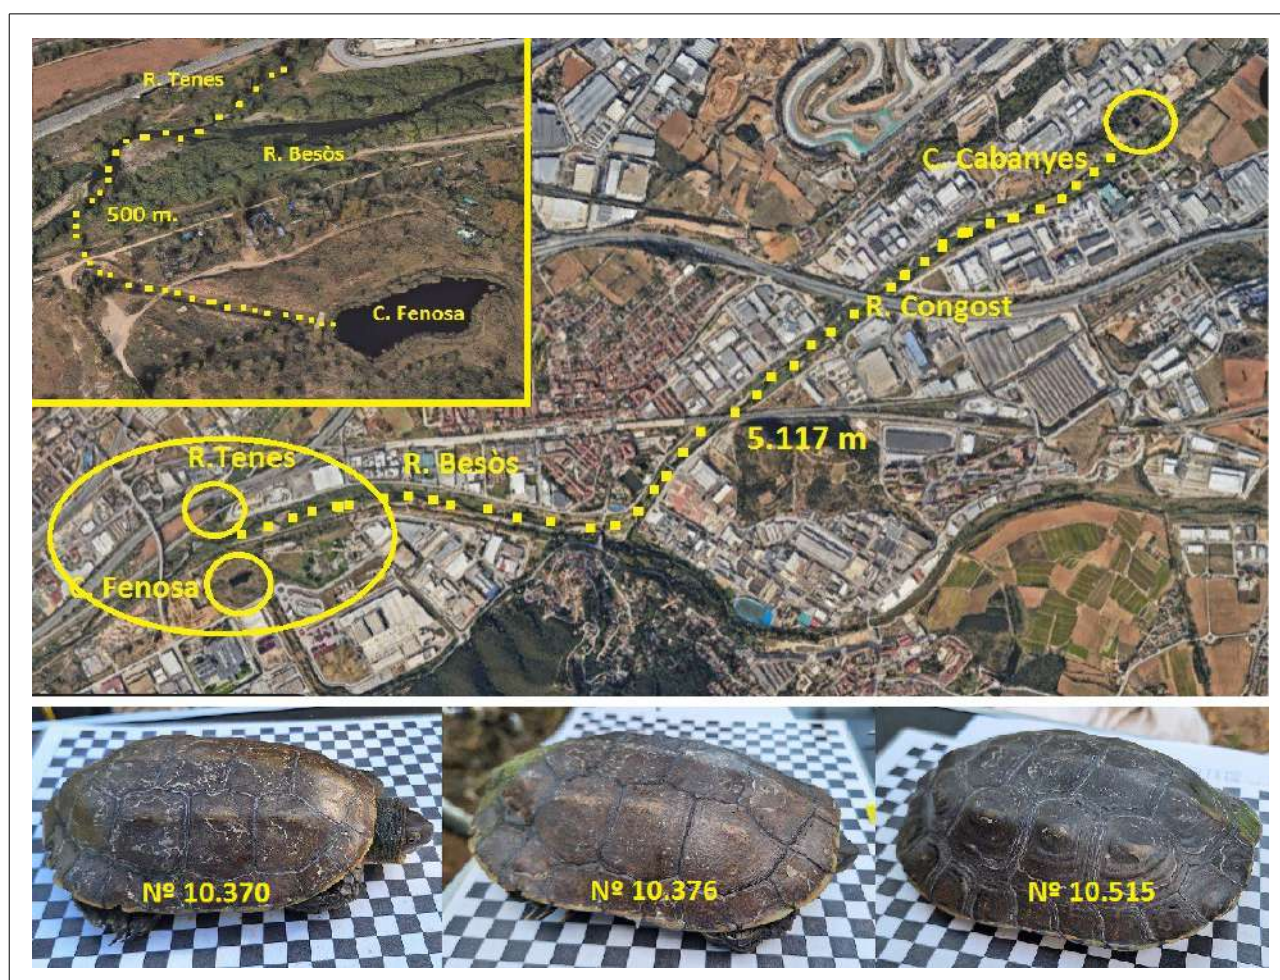 R. Tenes
R. Besòs
500 m.
C. Fenosa
C. Cabanyes
R. Congost
5.117 m
R.Tenes
R. Besòs
C. Fenosa
Nº 10.370
Nº 10.376
Nº 10.515